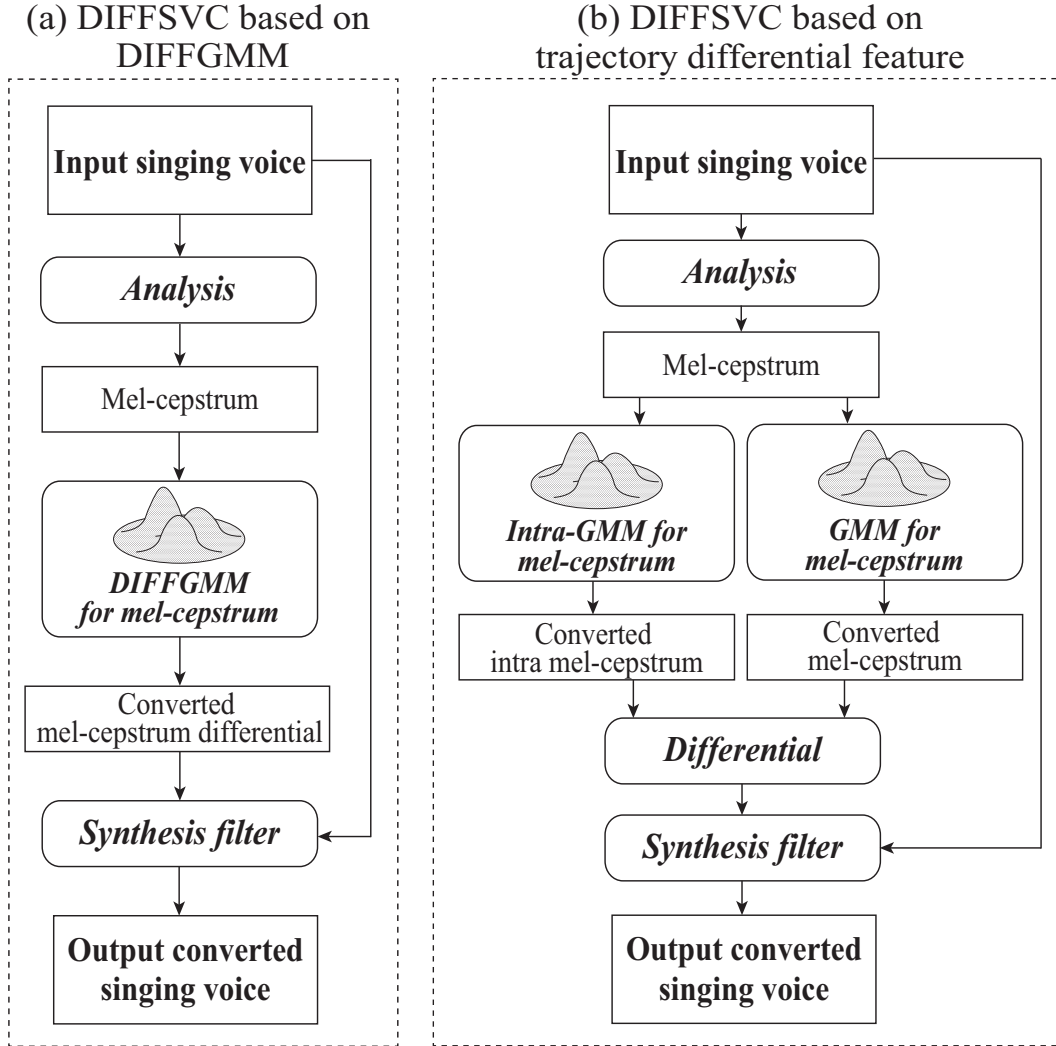 (a) DIFFSVC based on
DIFFGMM
Input singing voice
Analysis
Mel-cepstrum
DIFFGMM
for mel-cepstrum
Converted
mel-cepstrum differential
Synthesis filter
Output converted
singing voice
(b) DIFFSVC based on
trajectory differential feature
Input singing voice
Analysis
Mel-cepstrum
Intra-GMM for
mel-cepstrum
GMM for
mel-cepstrum
Converted
intra mel-cepstrum
Converted
mel-cepstrum
Differential
Synthesis filter
Output converted
singing voice